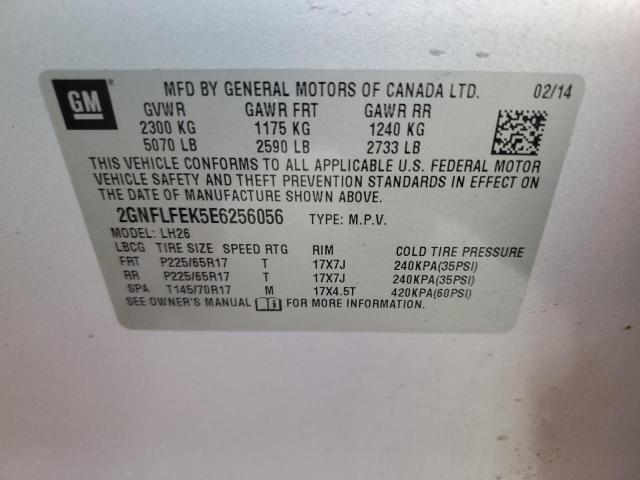 GM MFD BY GENERAL MOTORS OF CANADA LTD. 02/14
GVWR GAWR FRT GAWR RR
2300 KG 1175 KG 1240 KG
5070 LB 2590 LB 2733 LB
THIS VEHICLE CONFORMS TO ALL APPLICABLE U.S. FEDERAL MOTOR
VEHICLE SAFETY AND THEFT PREVENTION STANDARDS IN EFFECT ON
THE DATE OF MANUFACTURE SHOWN ABOVE.
2GNFLFEK5E6256056 TYPE: M.P.V.
MODEL: LH26
LBCG TIRE SIZE SPEED RTG RIM COLD TIRE PRESSURE
FRT P225/65R17 T 17X7J 240KPA(35PSI)
RR P225/65R17 T 17X7J 240KPA(35PSI)
SPA T145/70R17 M 17X4.5T 420KPA(60PSI)
SEE OWNER'S MANUAL FOR MORE INFORMATION